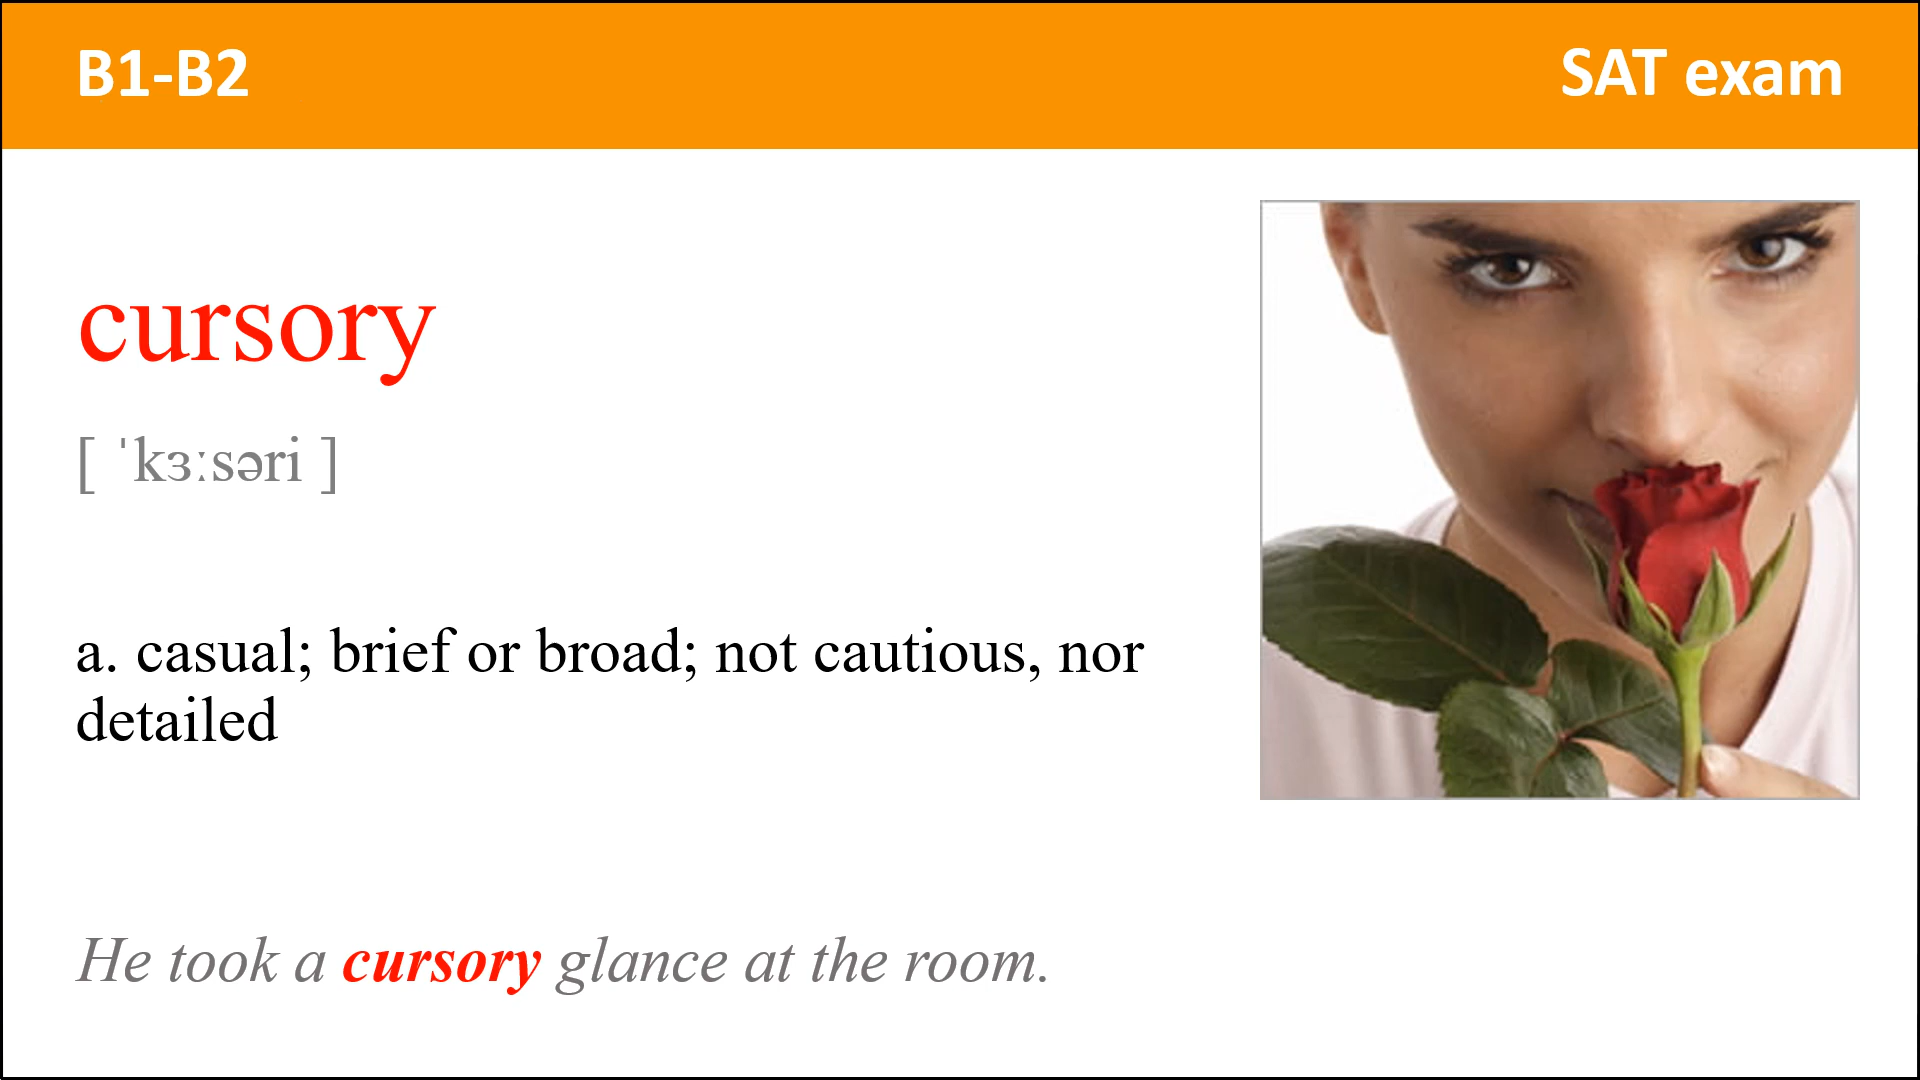 B1-B2
SAT exam
cursory
[ ˈkɜːsəri ]
a. casual; brief or broad; not cautious, nor
detailed
He took a cursory glance at the room.